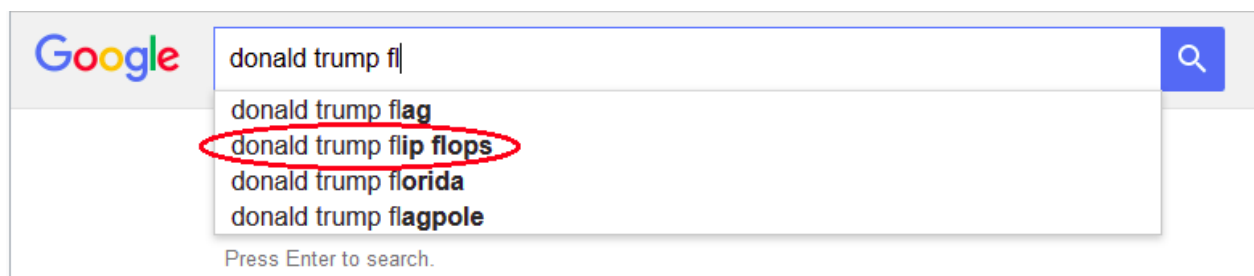 Google
donald trump fl
donald trump flag
donald trump flip flops
donald trump florida
donald trump flagpole
Press Enter to search.